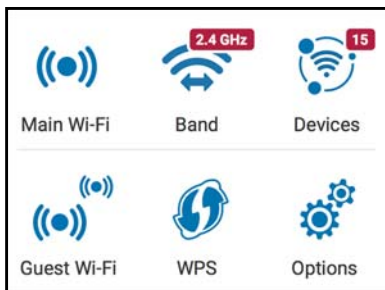 2.4 GHz
15
Main Wi-Fi
Band
Devices
Guest Wi-Fi
WPS
Options